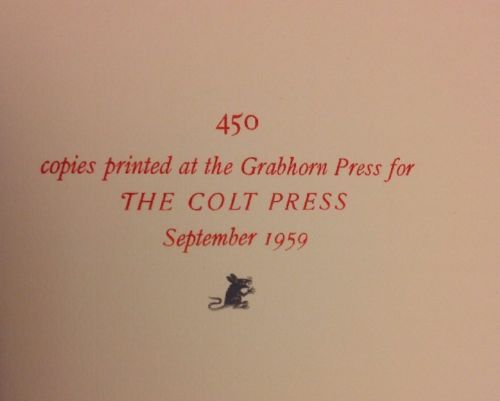 450
copies printed at the Grabhorn Press for
THE COLT PRESS
September 1959